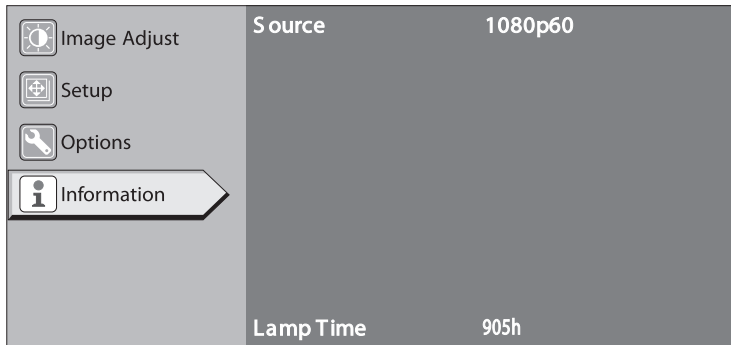 Image Adjust
Setup
Options
Information
Source 1080p60
Lamp Time 905h